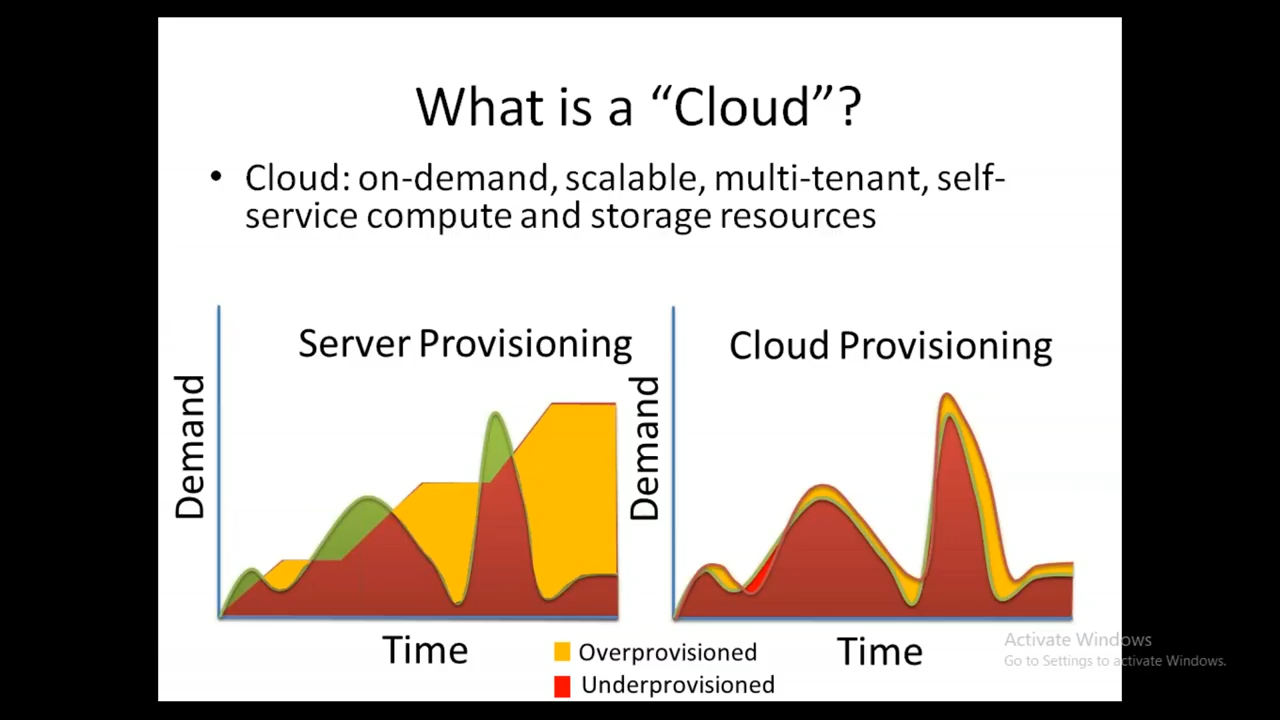 What is a “Cloud”?
• Cloud: on-demand, scalable, multi-tenant, self-
service compute and storage resources
Server Provisioning
Demand
Time
Cloud Provisioning
Demand
Time
Overprovisioned
Underprovisioned
Activate Windows
Go to Settings to activate Windows.